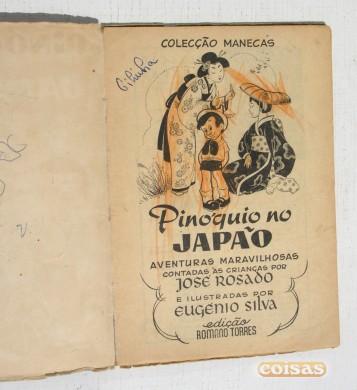 COLECÇÃO MANECAS
Pinoquio no
JAPÃO
AVENTURAS MARAVILHOSAS
CONTADAS ÀS CRIANÇAS POR
JOSÉ ROSADO
E ILUSTRADAS POR
EUGÉNIO SILVA
edição
ROMANO TORRES
coisas